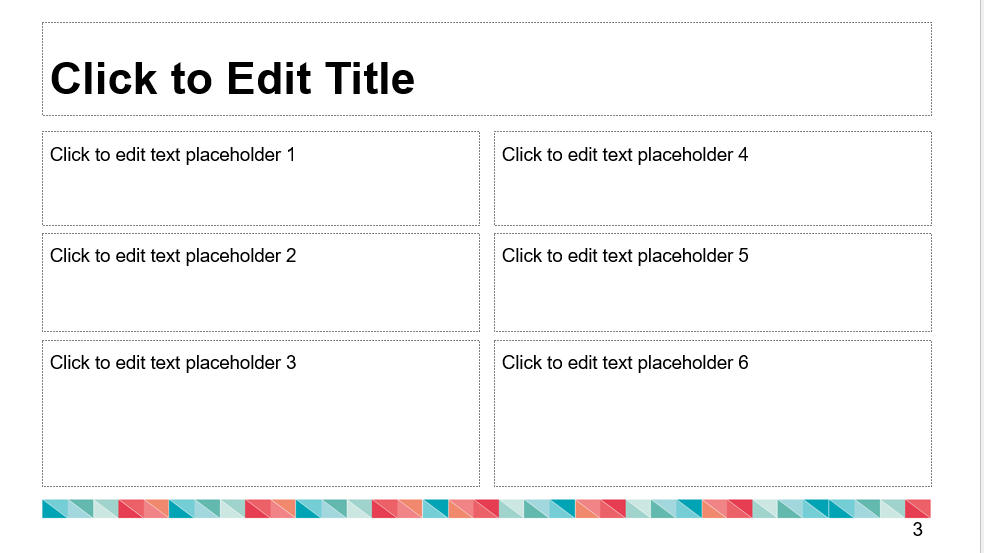 Click to Edit Title
Click to edit text placeholder 1
Click to edit text placeholder 2
Click to edit text placeholder 3
Click to edit text placeholder 4
Click to edit text placeholder 5
Click to edit text placeholder 6
3